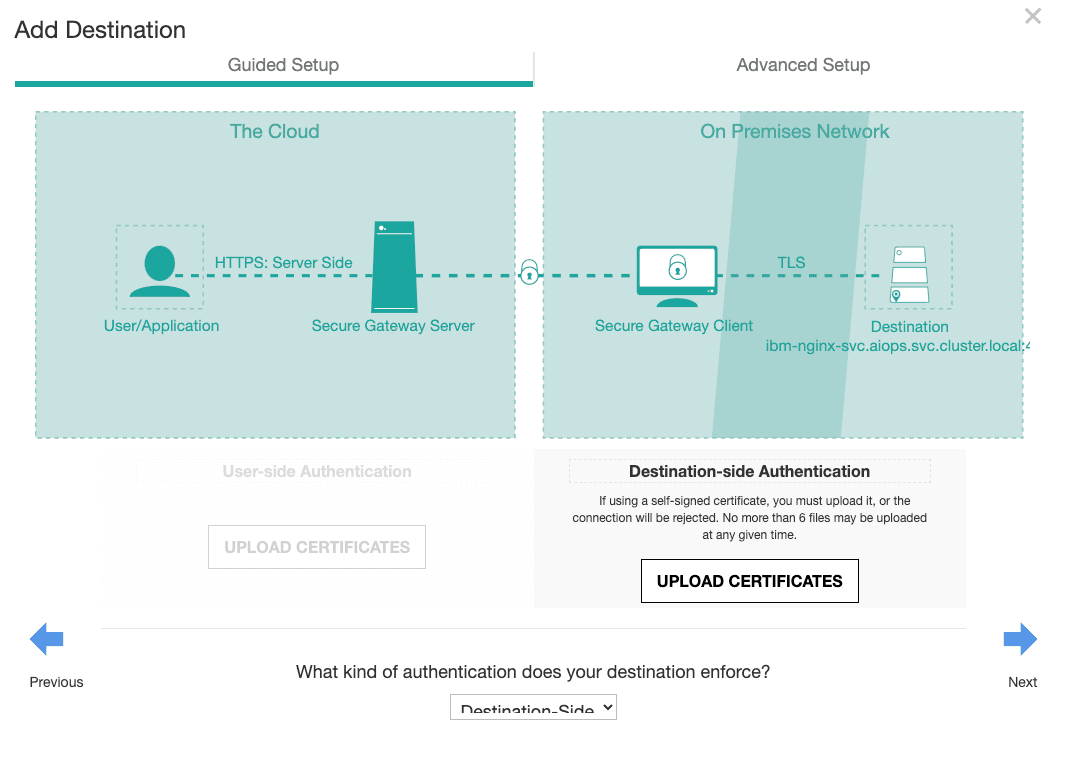 Add Destination
Guided Setup
Advanced Setup
The Cloud
On Premises Network
HTTPS: Server Side
TLS
User/Application
Secure Gateway Server
Secure Gateway Client
Destination
ibm-nginx-svc.aiops.svc.cluster.local:4
User-side Authentication
UPLOAD CERTIFICATES
Destination-side Authentication
If using a self-signed certificate, you must upload it, or the
connection will be rejected. No more than 6 files may be uploaded
at any given time.
UPLOAD CERTIFICATES
Previous
Next
What kind of authentication does your destination enforce?
Destination-Side